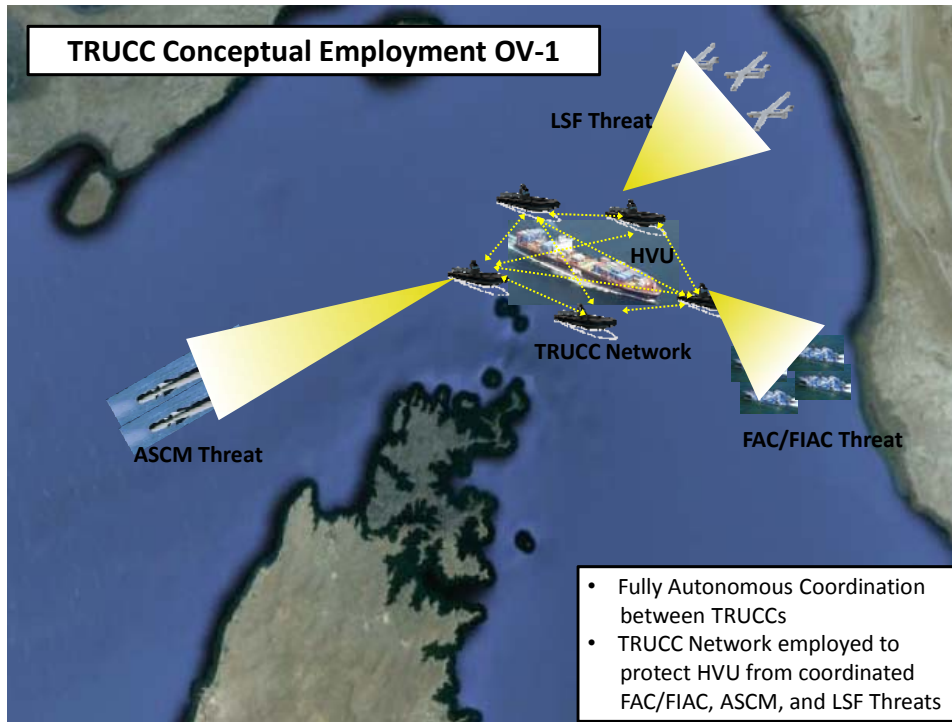 TRUCC Conceptual Employment OV-1
LSF Threat
HVU
TRUCC Network
ASCM Threat
FAC/FIAC Threat
• Fully Autonomous Coordination
between TRUCCs
• TRUCC Network employed to
protect HVU from coordinated
FAC/FIAC, ASCM, and LSF Threats